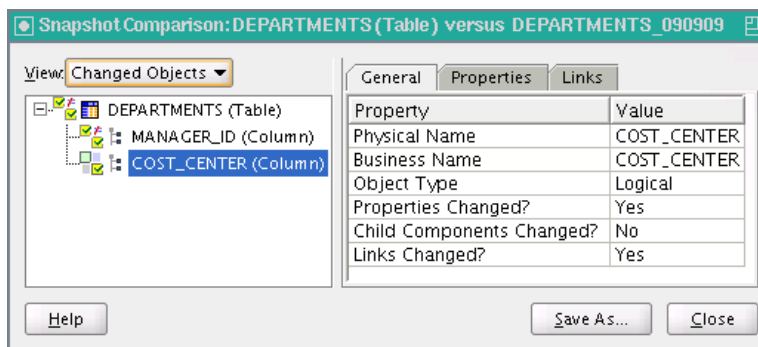 Snapshot Comparison: DEPARTMENTS (Table) versus DEPARTMENTS_090909
View: Changed Objects
General Properties Links
DEPARTMENTS (Table)
MANAGER_ID (Column)
COST_CENTER (Column)
Property Value
Physical Name COST_CENTER
Business Name COST_CENTER
Object Type Logical
Properties Changed? Yes
Child Components Changed? No
Links Changed? Yes
Help Save As... Close